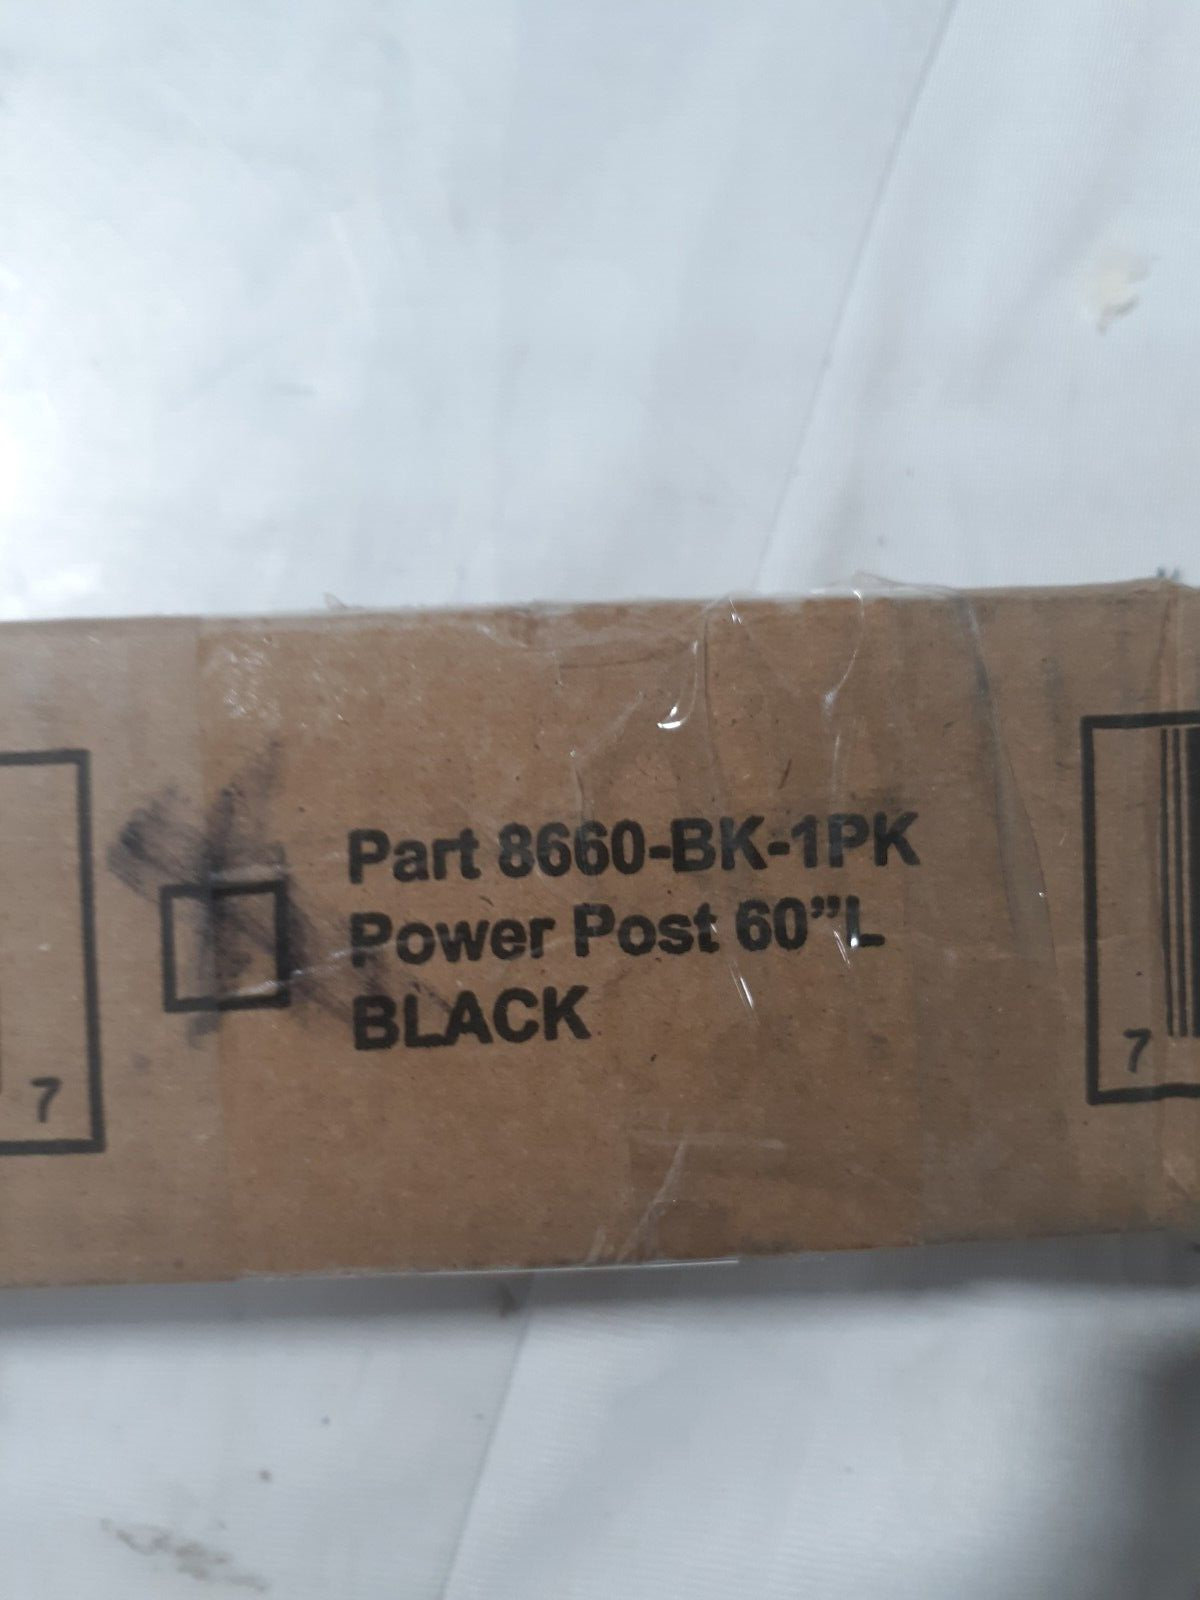 Part 8660-BK-1PK
Power Post 60”L
BLACK
7
7